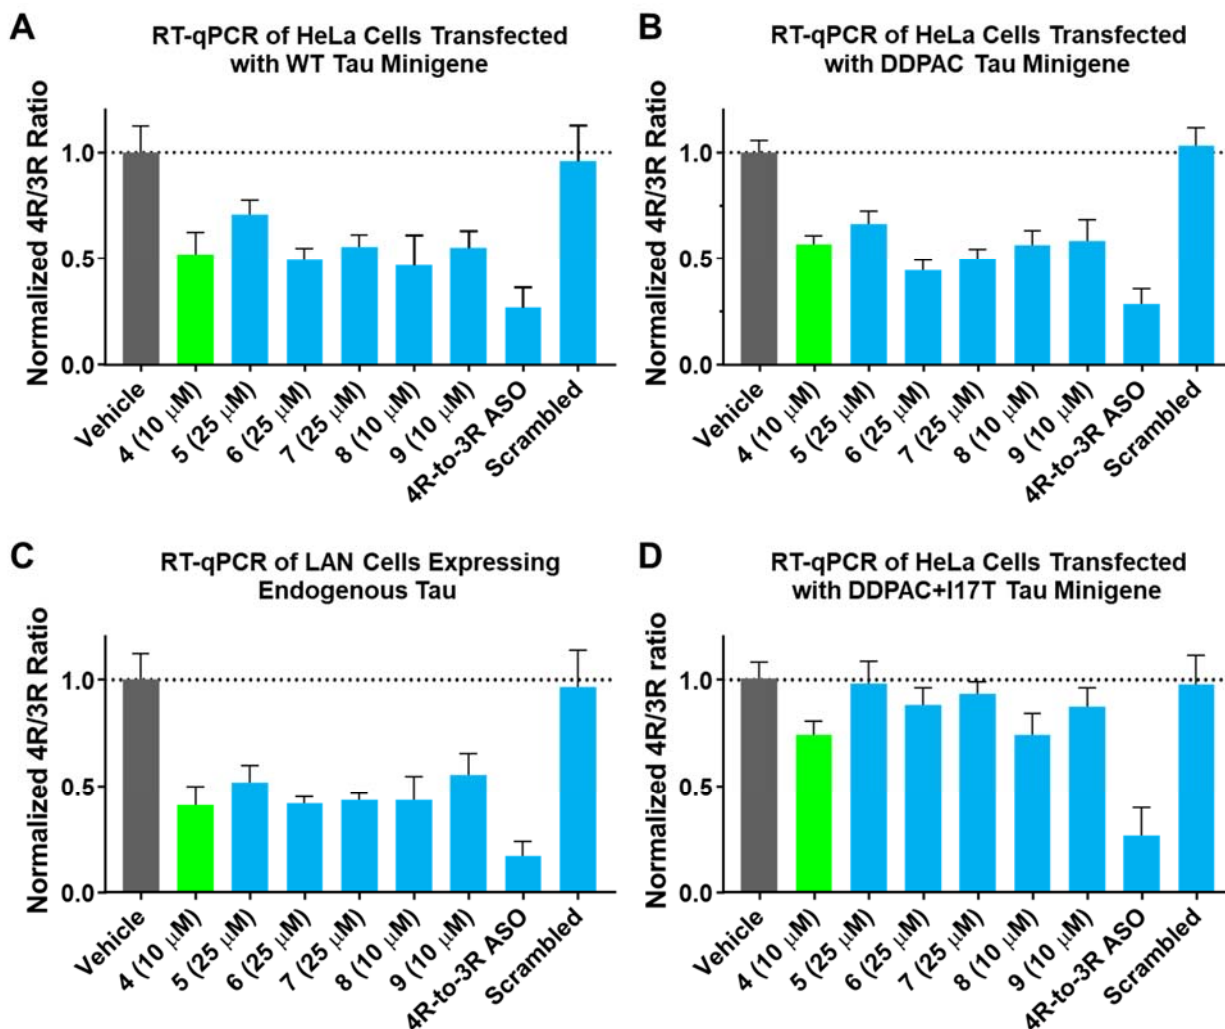 A
RT-qPCR of HeLa Cells Transfected
with WT Tau Minigene
Normalized 4R/3R Ratio
1.0
0.5
0.0
Vehicle
4 (10 μM)
5 (25 μM)
6 (25 μM)
7 (25 μM)
8 (10 μM)
9 (10 μM)
4R-to-3R ASO
Scrambled
B
RT-qPCR of HeLa Cells Transfected
with DDPAC Tau Minigene
Normalized 4R/3R Ratio
1.0
0.5
0.0
Vehicle
4 (10 μM)
5 (25 μM)
6 (25 μM)
7 (25 μM)
8 (10 μM)
9 (10 μM)
4R-to-3R ASO
Scrambled
C
RT-qPCR of LAN Cells Expressing
Endogenous Tau
Normalized 4R/3R Ratio
1.0
0.5
0.0
Vehicle
4 (10 μM)
5 (25 μM)
6 (25 μM)
7 (25 μM)
8 (10 μM)
9 (10 μM)
4R-to-3R ASO
Scrambled
D
RT-qPCR of HeLa Cells Transfected
with DDPAC+I17T Tau Minigene
Normalized 4R/3R ratio
1.0
0.5
0.0
Vehicle
4 (10 μM)
5 (25 μM)
6 (25 μM)
7 (25 μM)
8 (10 μM)
9 (10 μM)
4R-to-3R ASO
Scrambled